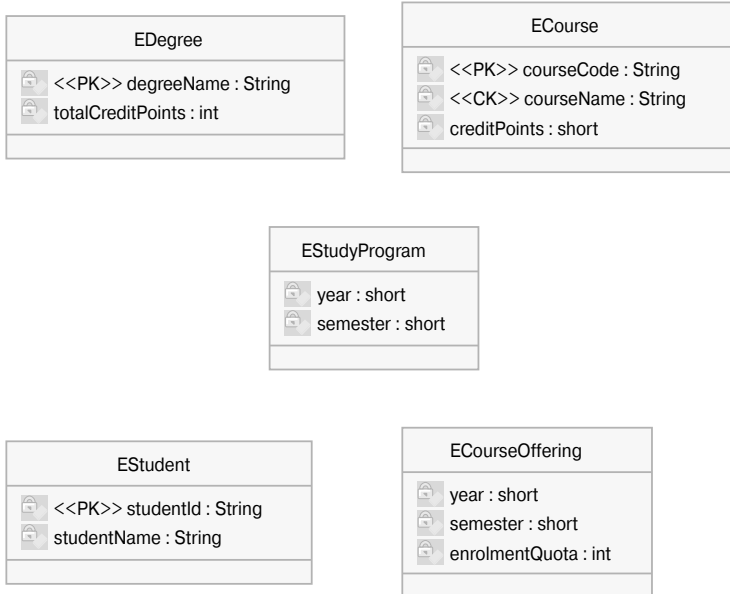 EDegree
<<PK>> degreeName : String
totalCreditPoints : int
ECourse
<<PK>> courseCode : String
<<CK>> courseName : String
creditPoints : short
EStudyProgram
year : short
semester : short
EStudent
<<PK>> studentId : String
studentName : String
ECourseOffering
year : short
semester : short
enrolmentQuota : int